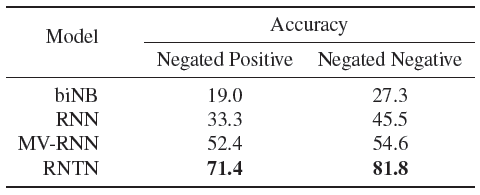 Model Accuracy
Negated Positive Negated Negative
biNB 19.0 27.3
RNN 33.3 45.5
MV-RNN 52.4 54.6
RNTN 71.4 81.8